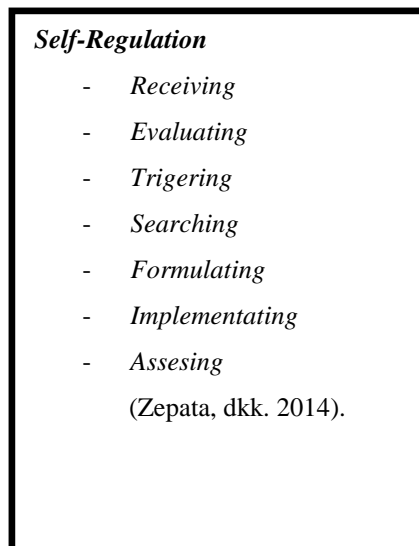 Self-Regulation
- Receiving
- Evaluating
- Trigering
- Searching
- Formulating
- Implementating
- Assesing
(Zepata, dkk. 2014).